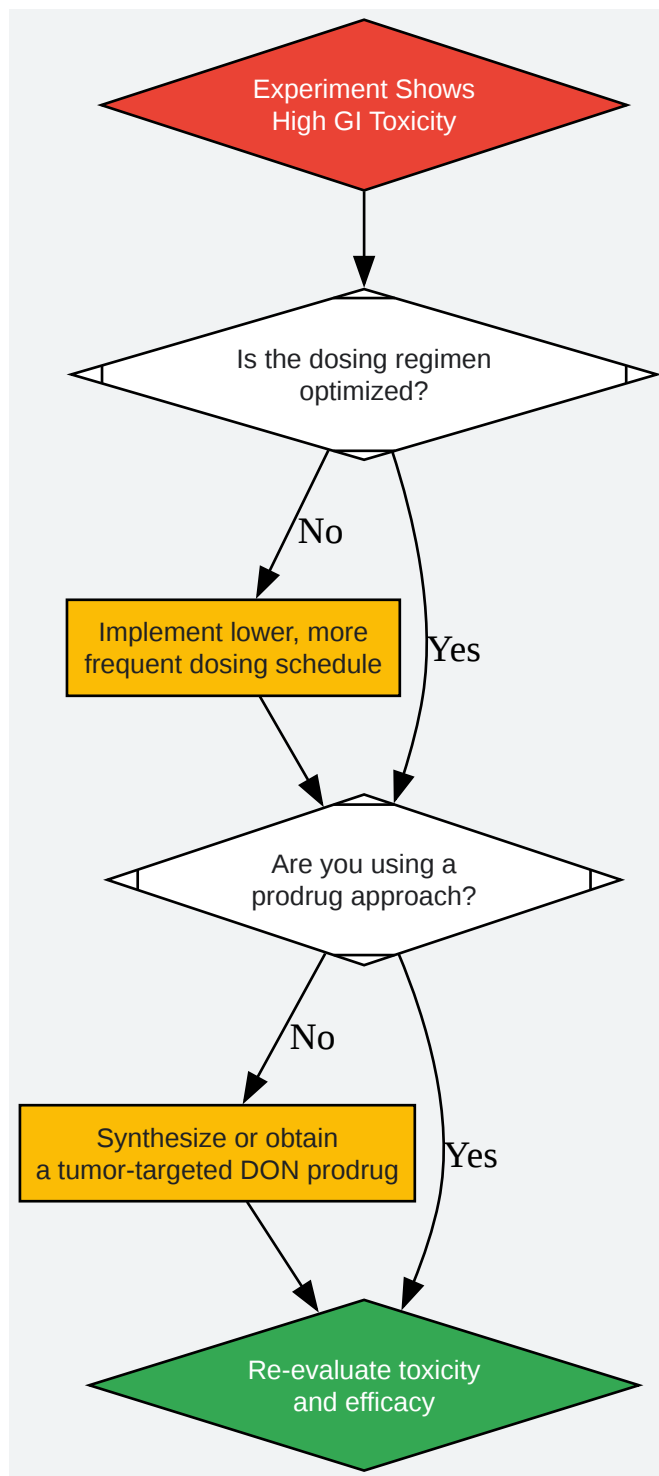 Experiment Shows
High GI Toxicity
Is the dosing regimen
optimized?
No
Implement lower, more
frequent dosing schedule
Yes
Are you using a
prodrug approach?
No
Synthesize or obtain
a tumor-targeted DON prodrug
Yes
Re-evaluate toxicity
and efficacy